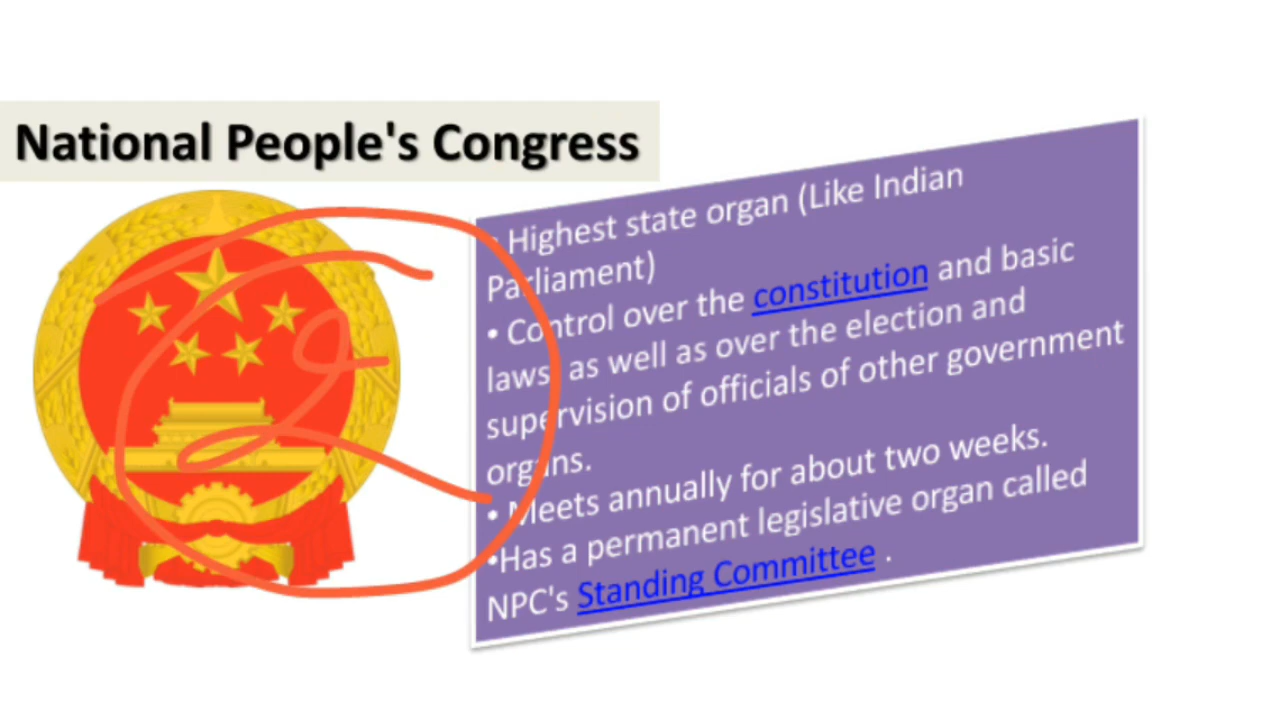 National People's Congress
• Highest state organ (Like Indian
Parliament)
• Control over the constitution and basic
laws, as well as over the election and
supervision of officials of other government
organs.
• Meets annually for about two weeks.
•Has a permanent legislative organ called
NPC's Standing Committee .